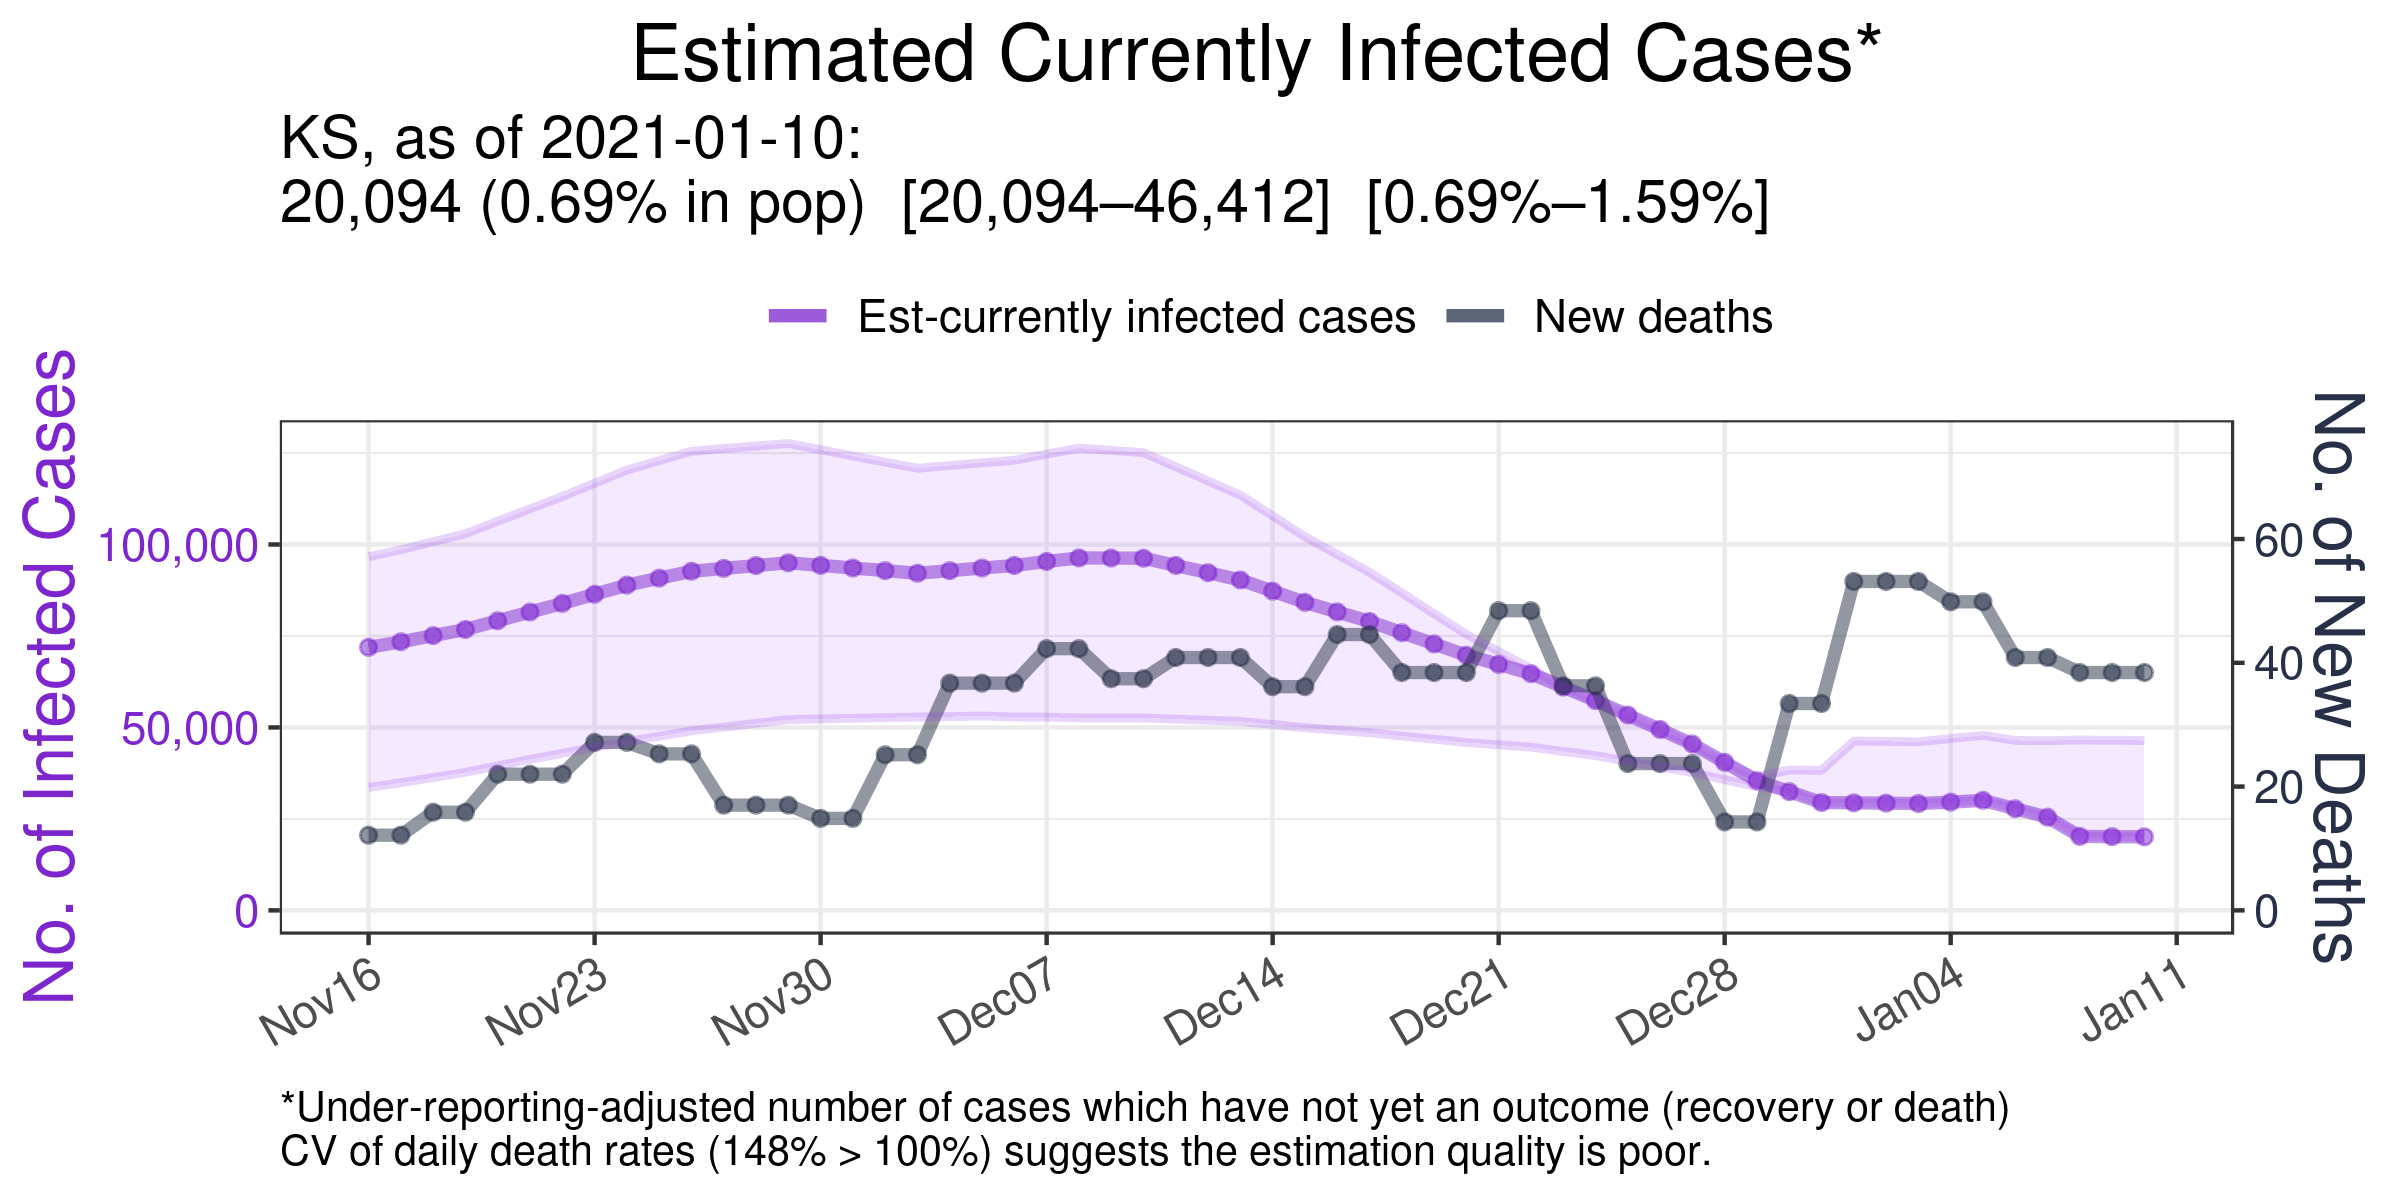 Estimated Currently Infected Cases*
KS, as of 2021-01-10:
20,094 (0.69% in pop)  [20,094–46,412]  [0.69%–1.59%]
Est-currently infected cases
New deaths
No. of Infected Cases
100,000
50,000
0
60
40
20
0
No. of New Deaths
Nov16
Nov23
Nov30
Dec07
Dec14
Dec21
Dec28
Jan04
Jan11
*Under-reporting-adjusted number of cases which have not yet an outcome (recovery or death)
CV of daily death rates (148% > 100%) suggests the estimation quality is poor.